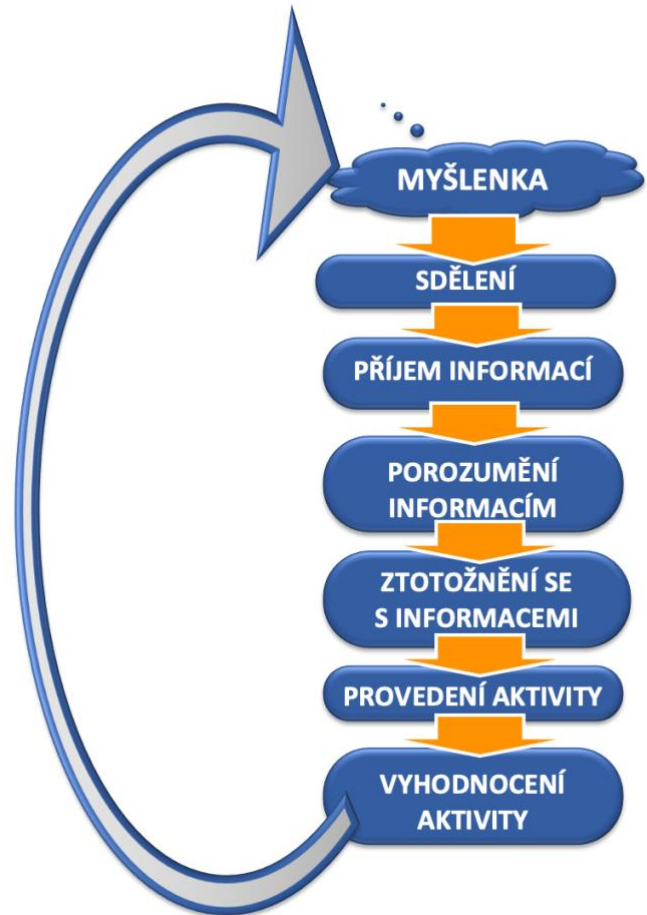 MYŠLENKA
SDĚLENÍ
PŘÍJEM INFORMACÍ
POROZUMĚNÍ
INFORMACÍM
ZTOTOŽNĚNÍ SE
S INFORMACEMI
PROVEDENÍ AKTIVITY
VYHODNOCENÍ
AKTIVITY